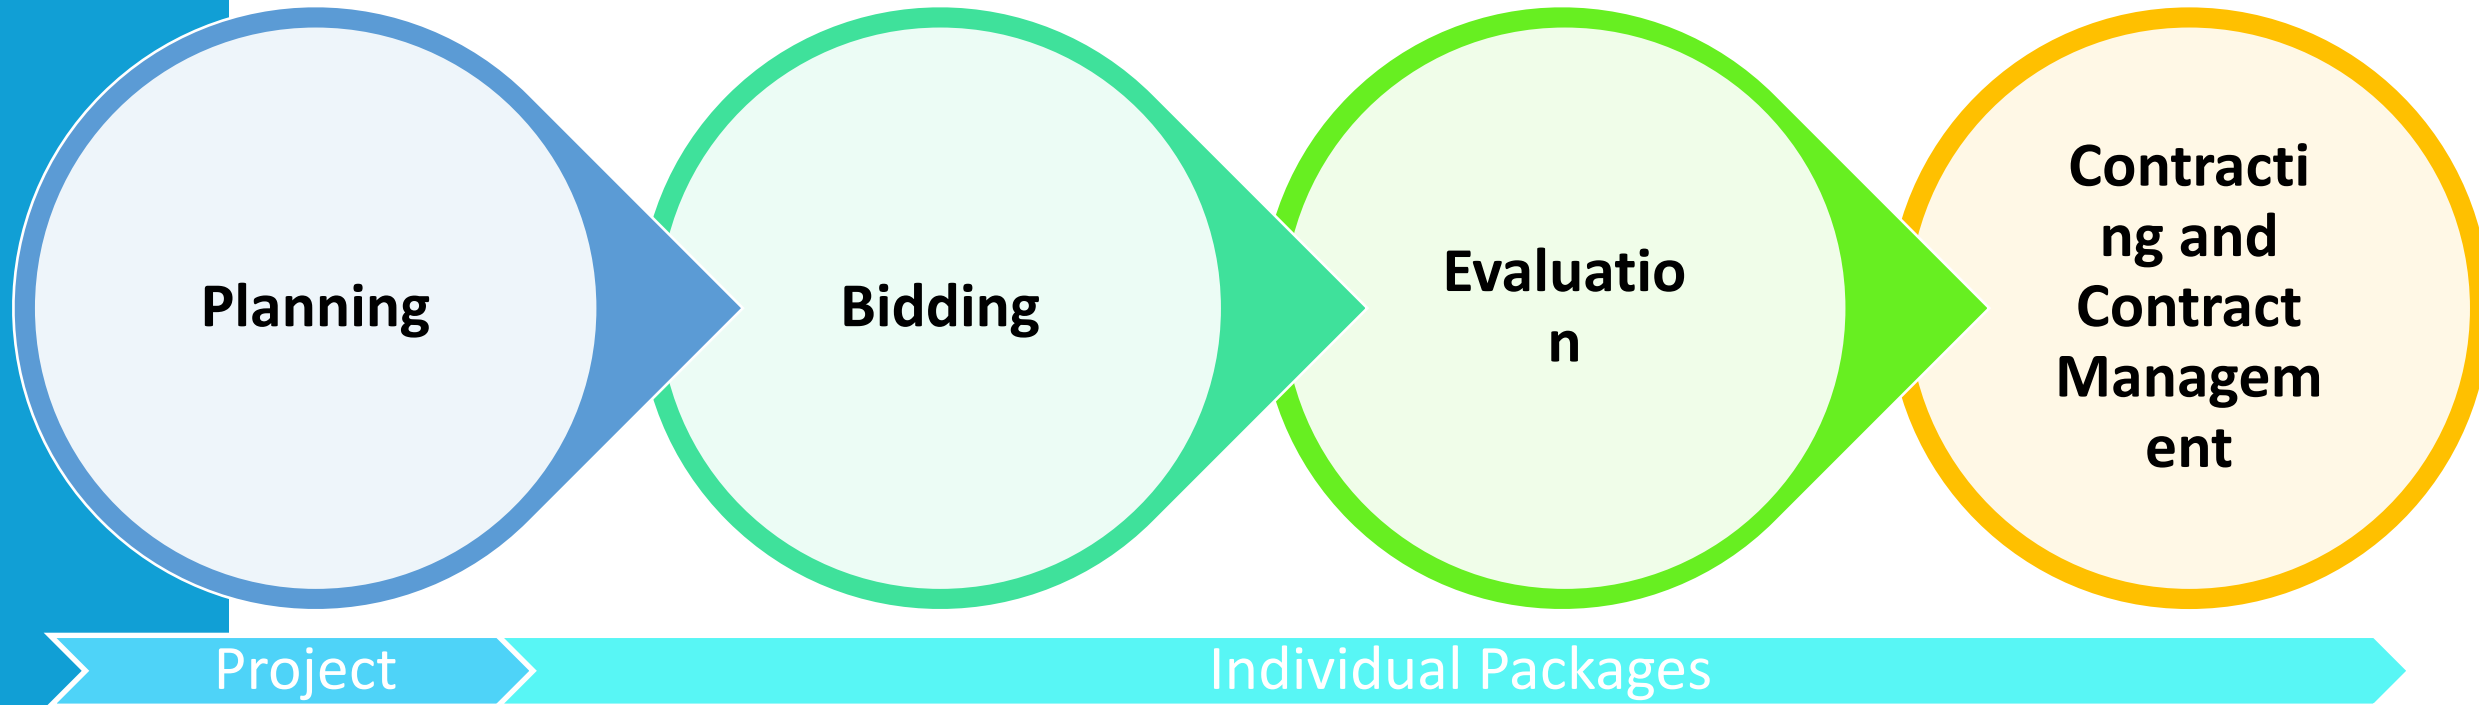 Planning
Bidding
Evaluatio
n
Contracti
ng and
Contract
Managem
ent
Project
Individual Packages